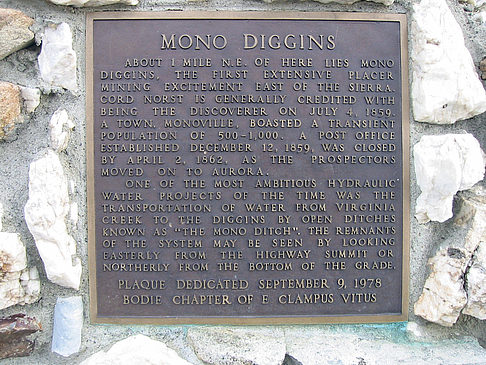 MONO DIGGINS
ABOUT 1 MILE N.E. OF HERE LIES MONO
DIGGINS, THE FIRST EXTENSIVE PLACER
MINING EXCITEMENT EAST OF THE SIERRA.
CORD NORST IS GENERALLY CREDITED WITH
BEING THE DISCOVERER ON JULY 4, 1859.
A TOWN, MONOVILLE, BOASTED A TRANSIENT
POPULATION OF 500-1,000. A POST OFFICE
ESTABLISHED DECEMBER 12, 1859, WAS CLOSED
BY APRIL 2, 1862, AS THE PROSPECTORS
MOVED ON TO AURORA.
ONE OF THE MOST AMBITIOUS HYDRAULIC
WATER PROJECTS OF THE TIME WAS THE
TRANSPORTATION OF WATER FROM VIRGINIA
CREEK TO THE DIGGINS BY OPEN DITCHES
KNOWN AS "THE MONO DITCH". THE REMNANTS
OF THE SYSTEM MAY BE SEEN BY LOOKING
EASTERLY FROM THE HIGHWAY SUMMIT OR
NORTHERLY FROM THE BOTTOM OF THE GRADE.
PLAQUE DEDICATED SEPTEMBER 9, 1978
BODIE CHAPTER OF E CLAMPUS VITUS